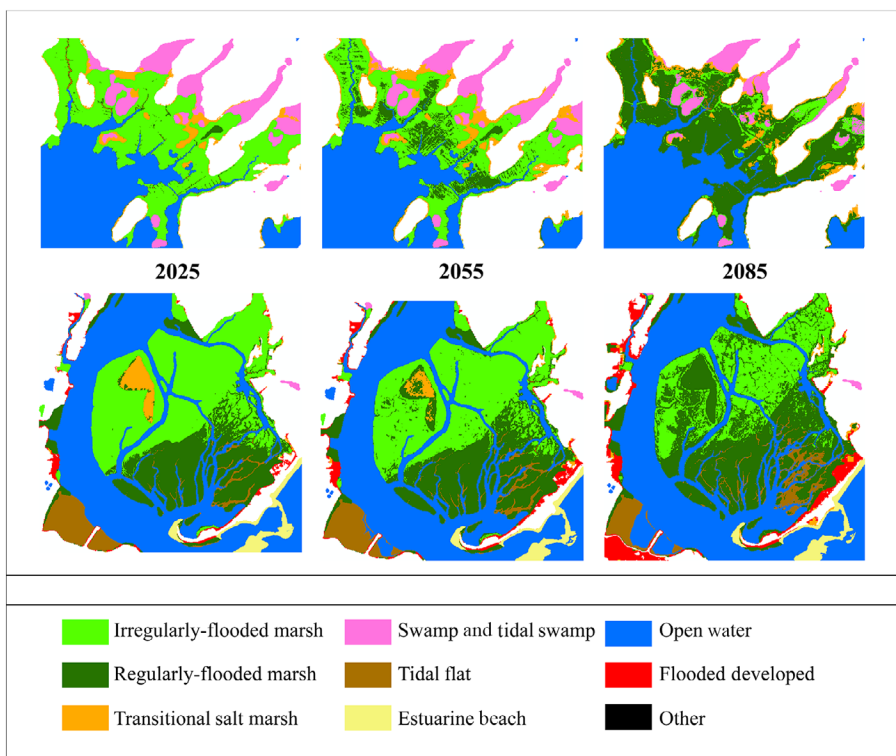 2025 2055 2085
Irregularly-flooded marsh Swamp and tidal swamp Open water
Regularly-flooded marsh Tidal flat Flooded developed
Transitional salt marsh Estuarine beach Other